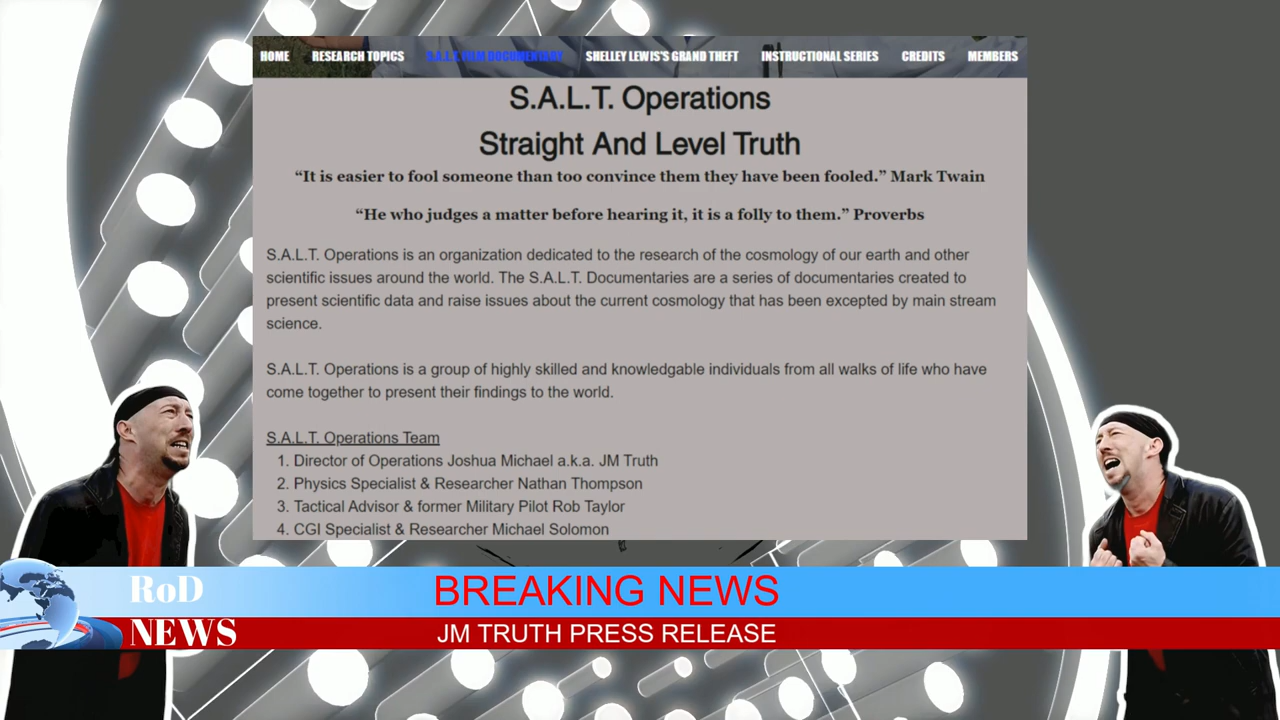 HOME RESEARCH TOPICS S.A.L.T. FILM DOCUMENTARY SHELLEY LEWIS'S GRAND THEFT INSTRUCTIONAL SERIES CREDITS MEMBERS
S.A.L.T. Operations
Straight And Level Truth
“It is easier to fool someone than too convince them they have been fooled.” Mark Twain
“He who judges a matter before hearing it, it is a folly to them.” Proverbs
S.A.L.T. Operations is an organization dedicated to the research of the cosmology of our earth and other
scientific issues around the world. The S.A.L.T. Documentaries are a series of documentaries created to
present scientific data and raise issues about the current cosmology that has been excepted by main stream
science.
S.A.L.T. Operations is a group of highly skilled and knowledgable individuals from all walks of life who have
come together to present their findings to the world.
S.A.L.T. Operations Team
1. Director of Operations Joshua Michael a.k.a. JM Truth
2. Physics Specialist & Researcher Nathan Thompson
3. Tactical Advisor & former Military Pilot Rob Taylor
4. CGI Specialist & Researcher Michael Solomon
RoD
NEWS
BREAKING NEWS
JM TRUTH PRESS RELEASE